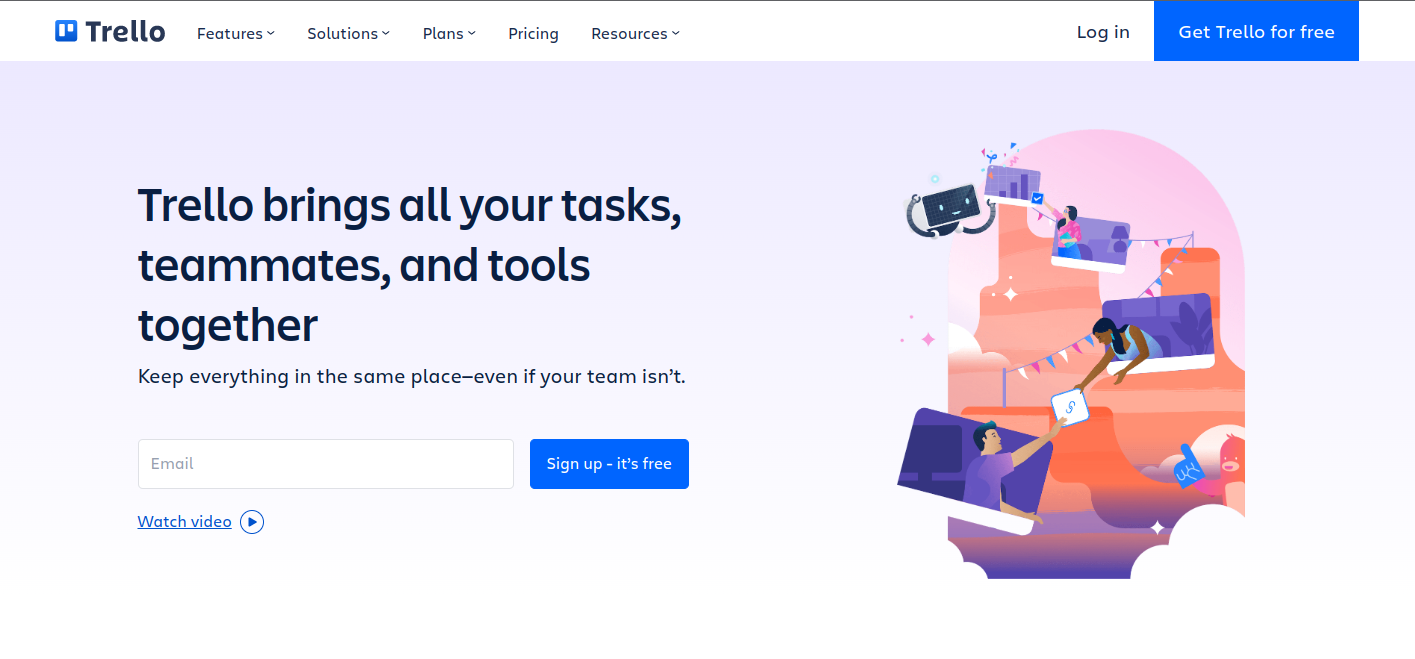 Trello Features Solutions Plans Pricing Resources Log in Get Trello for free
Trello brings all your tasks,
teammates, and tools
together
Keep everything in the same place—even if your team isn’t.
Email Sign up - it’s free
Watch video